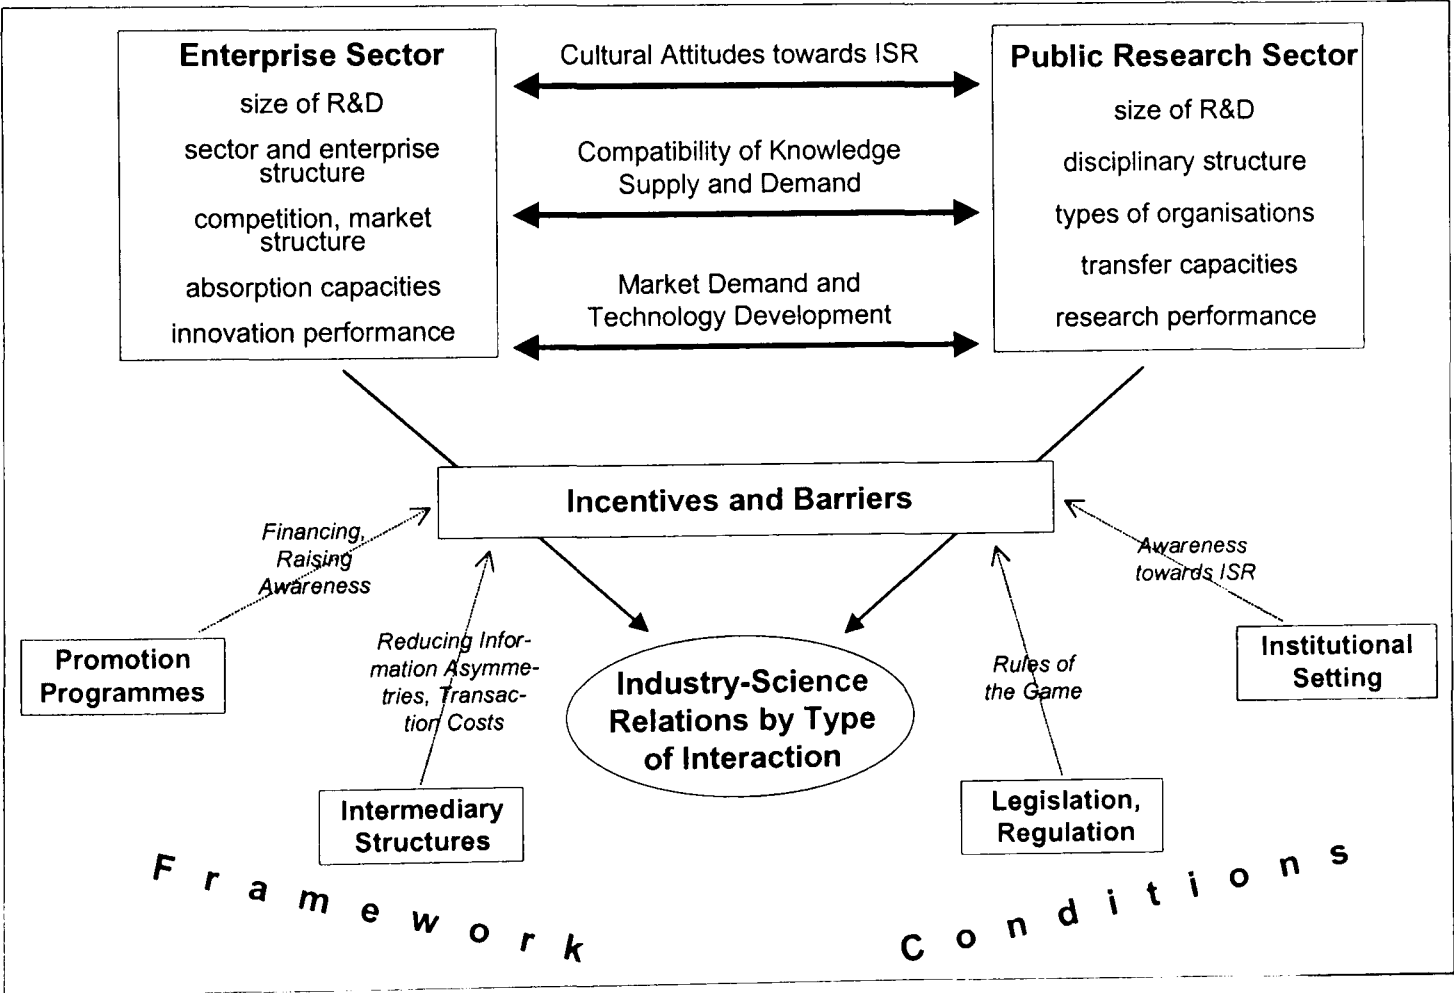 Enterprise Sector
size of R&D
sector and enterprise
structure
competition, market
structure
absorption capacities
innovation performance
Cultural Attitudes towards ISR
Compatibility of Knowledge
Supply and Demand
Market Demand and
Technology Development
Public Research Sector
size of R&D
disciplinary structure
types of organisations
transfer capacities
research performance
Incentives and Barriers
Financing,
Raising
Awareness
Promotion
Programmes
Reducing Infor-
mation Asymme-
tries, Transac-
tion Costs
Intermediary
Structures
Industry-Science
Relations by Type
of Interaction
Rules of
the Game
Legislation,
Regulation
Awareness
towards ISR
Institutional
Setting
Framework Conditions